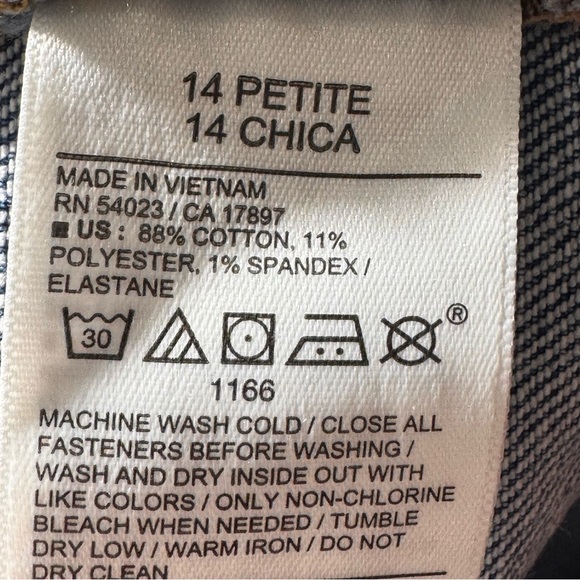 14 PETITE
14 CHICA
MADE IN VIETNAM
RN 54023 / CA 17897
■ US : 88% COTTON, 11%
POLYESTER, 1% SPANDEX /
ELASTANE
30
®
1166
MACHINE WASH COLD / CLOSE ALL
FASTENERS BEFORE WASHING /
WASH AND DRY INSIDE OUT WITH
LIKE COLORS / ONLY NON-CHLORINE
BLEACH WHEN NEEDED / TUMBLE
DRY LOW / WARM IRON / DO NOT
DRY CLEAN